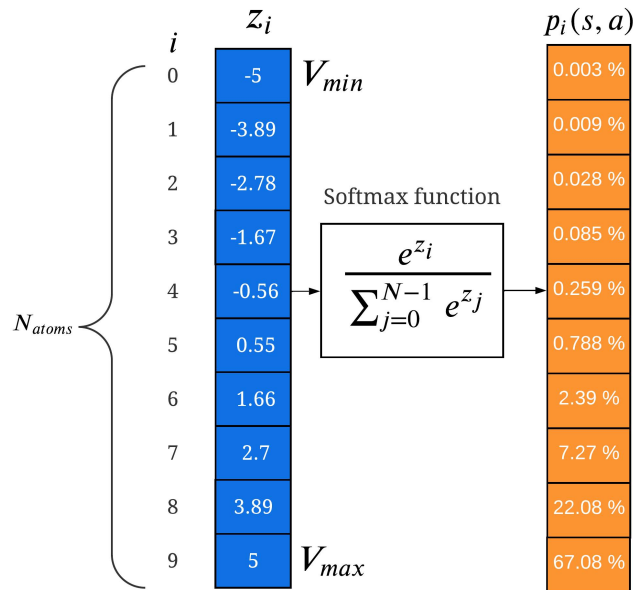 i z_i p_i(s, a)
0 -5 V_min 0.003 %
1 -3.89 0.009 %
2 -2.78 0.028 %
Softmax function
3 -1.67 0.085 %
e^{z_i}
4 -0.56 0.259 %
∑_{j=0}^{N-1} e^{z_j}
N_atoms
5 0.55 0.788 %
6 1.66 2.39 %
7 2.7 7.27 %
8 3.89 22.08 %
9 5 V_max 67.08 %